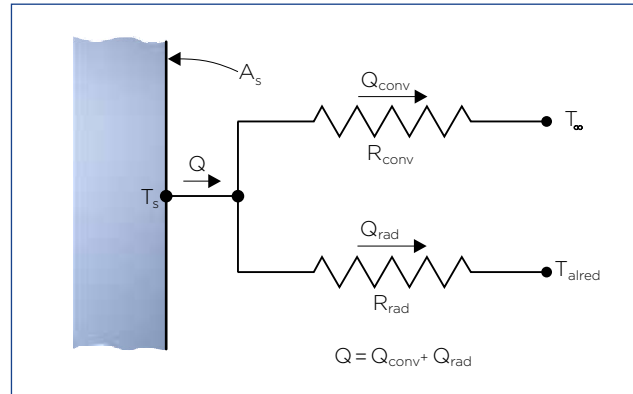 A_s
Q_conv
T_∞
R_conv
Q
T_s
Q_rad
T_alred
R_rad
Q = Q_conv + Q_rad